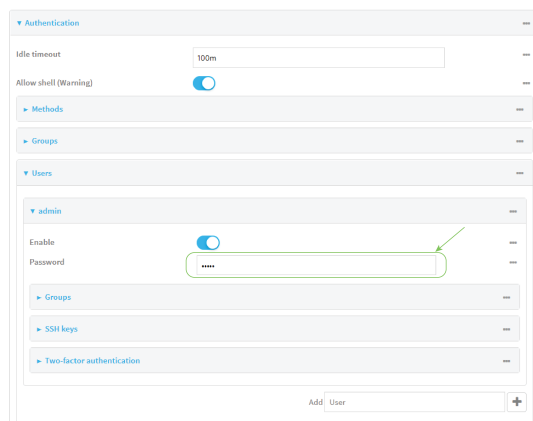 ▼ Authentication
Idle timeout
100m
Allow shell (Warning)
► Methods
► Groups
▼ Users
▼ admin
Enable
Password
•••••
► Groups
► SSH keys
► Two-factor authentication
Add User